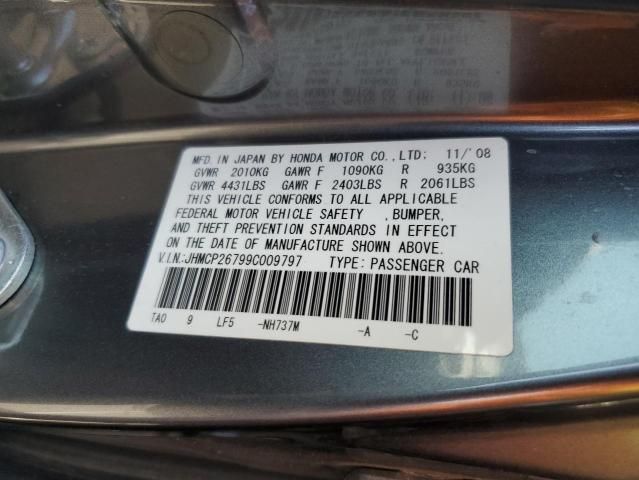 MFD. IN JAPAN BY HONDA MOTOR CO., LTD; 11/'08
GVWR 2010KG GAWR F 1090KG R 935KG
GVWR 4431LBS GAWR F 2403LBS R 2061LBS
THIS VEHICLE CONFORMS TO ALL APPLICABLE
FEDERAL MOTOR VEHICLE SAFETY , BUMPER,
AND THEFT PREVENTION STANDARDS IN EFFECT
ON THE DATE OF MANUFACTURE SHOWN ABOVE.
V.I.N.:JHMCP26799C009797 TYPE: PASSENGER CAR
TA0 9 LF5 -NH737M -A -C